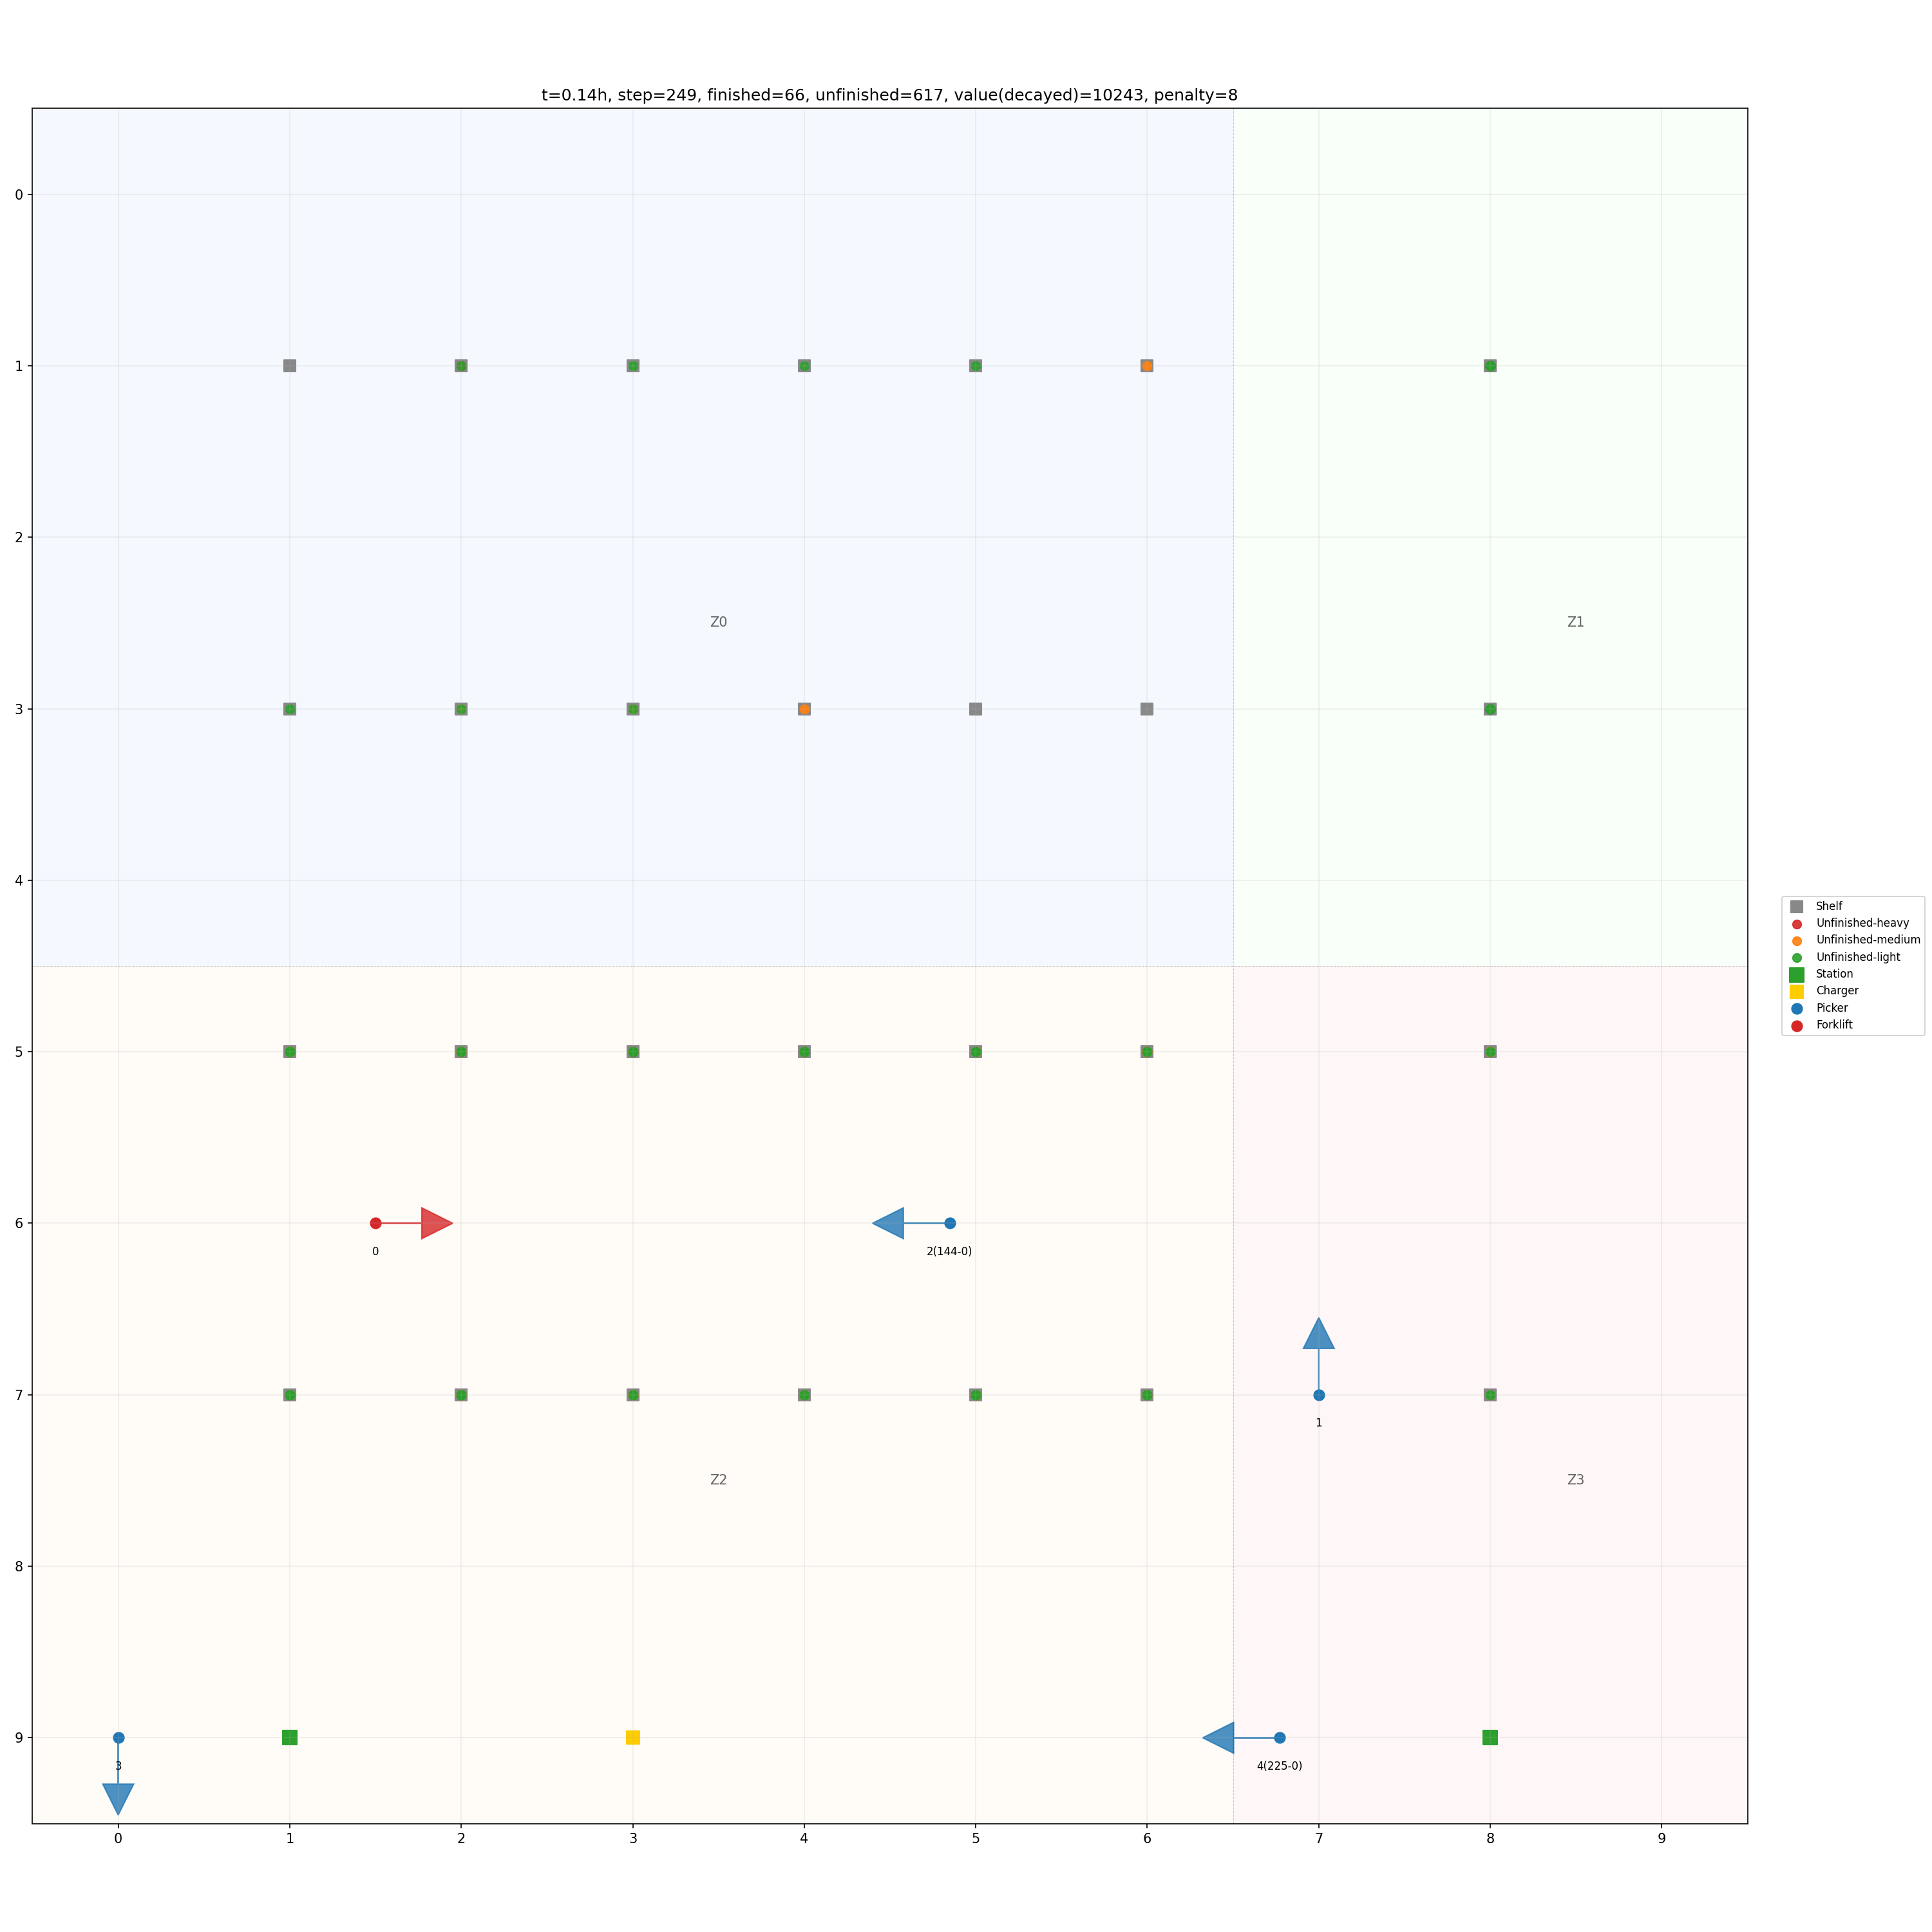 t=0.14h, step=249, finished=66, unfinished=617, value(decayed)=10243, penalty=8
0
1
2
Z0
Z1
3
4
Shelf
Unfinished-heavy
Unfinished-medium
Unfinished-light
Station
Charger
Picker
Forklift
5
6
0
2(144-0)
7
1
Z2
Z3
8
9
3
4(225-0)
0 1 2 3 4 5 6 7 8 9